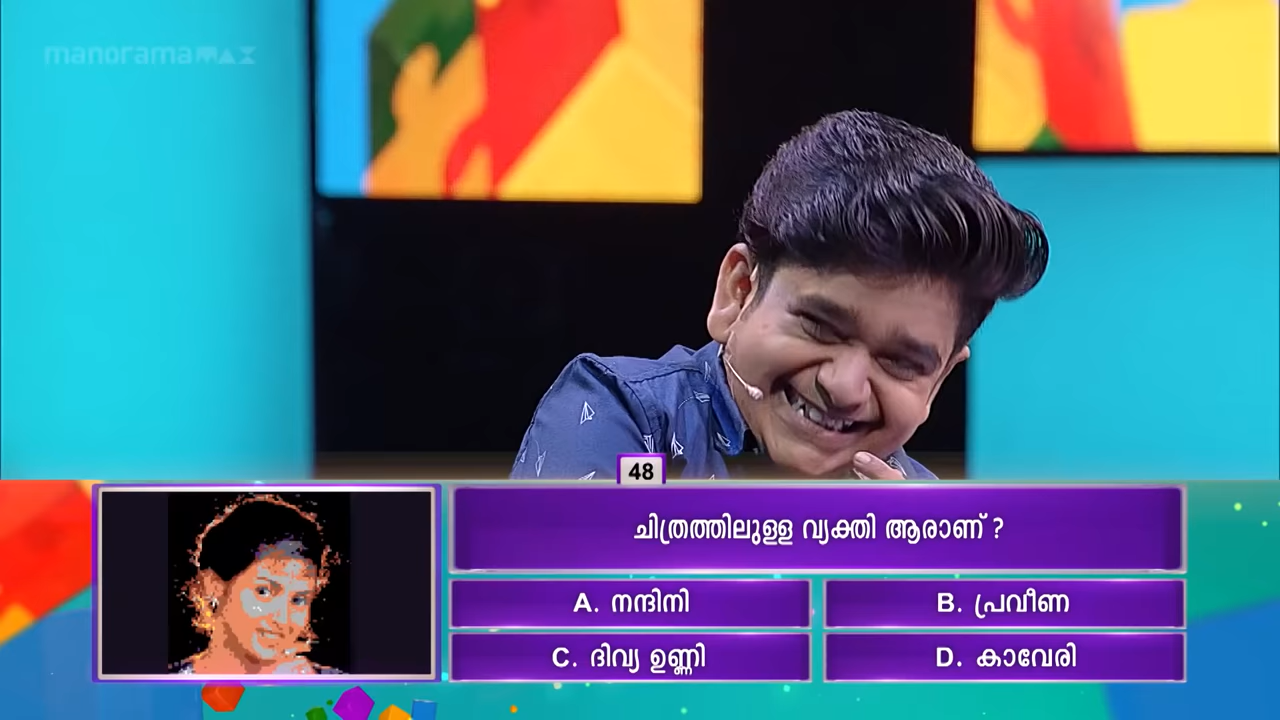 manoramaMAX
48
ചിത്രത്തിലുള്ള വ്യക്തി ആരാണ് ?
A. നന്ദിനി
B. പ്രവീണ
C. ദിവ്യ ഉണ്ണി
D. കാവേരി